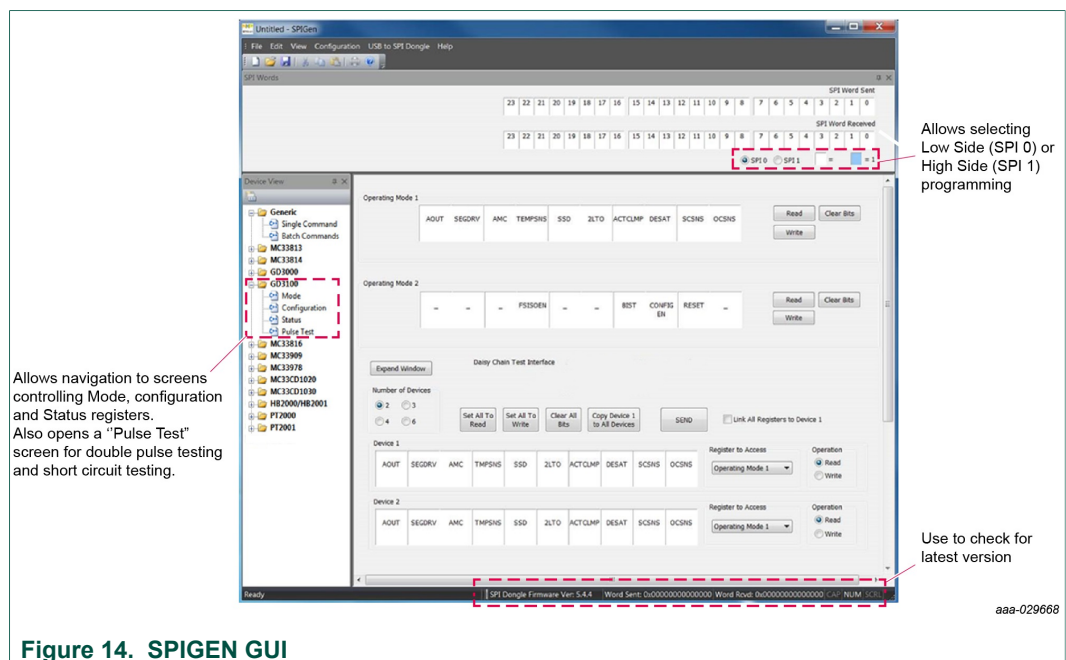 Untitled - SPIGen
File Edit View Configuration USB to SPI Dongle Help
SPI Words
SPI Word Sent
23 22 21 20 19 18 17 16 15 14 13 12 11 10 9 8 7 6 5 4 3 2 1 0
SPI Word Received
23 22 21 20 19 18 17 16 15 14 13 12 11 10 9 8 7 6 5 4 3 2 1 0
SPI 0 SPI 1 = = 1
Allows selecting
Low Side (SPI 0) or
High Side (SPI 1)
programming
Device View
Generic
Single Command
Batch Commands
MC33813
MC33814
GD3000
GD3100
Mode
Configuration
Status
Pulse Test
MC33816
MC33909
MC33978
MC33CD1020
MC33CD1030
HB2000/HB2001
PT2000
PT2001
Allows navigation to screens
controlling Mode, configuration
and Status registers.
Also opens a ‘'Pulse Test”
screen for double pulse testing
and short circuit testing.
Operating Mode 1
AOUT SEGDRV AMC TEMPSNS SSD 2LTO ACTCLMP DESAT SCSNS OCSNS
Read Clear Bits
Write
Operating Mode 2
– – – FSISOEN – – BIST CONFIG EN RESET –
Read Clear Bits
Write
Expend Window
Daisy Chain Test Interface
Number of Devices
2 3
4 6
Set All To Read
Set All To Write
Clear All Bits
Copy Device 1 to All Devices
SEND
Link All Registers to Device 1
Device 1
AOUT SEGDRV AMC TMPSNS SSD 2LTO ACTCLMP DESAT SCSNS OCSNS
Register to Access
Operating Mode 1
Operation
Read
Write
Device 2
AOUT SEGDRV AMC TMPSNS SSD 2LTO ACTCLMP DESAT SCSNS OCSNS
Register to Access
Operating Mode 1
Operation
Read
Write
Use to check for
latest version
Ready
SPI Dongle Firmware Ver: 5.4.4 Word Sent: 0x00000000000000 Word Rcvd: 0x00000000000000 CAP NUM SCRL
aaa-029668
Figure 14. SPIGEN GUI